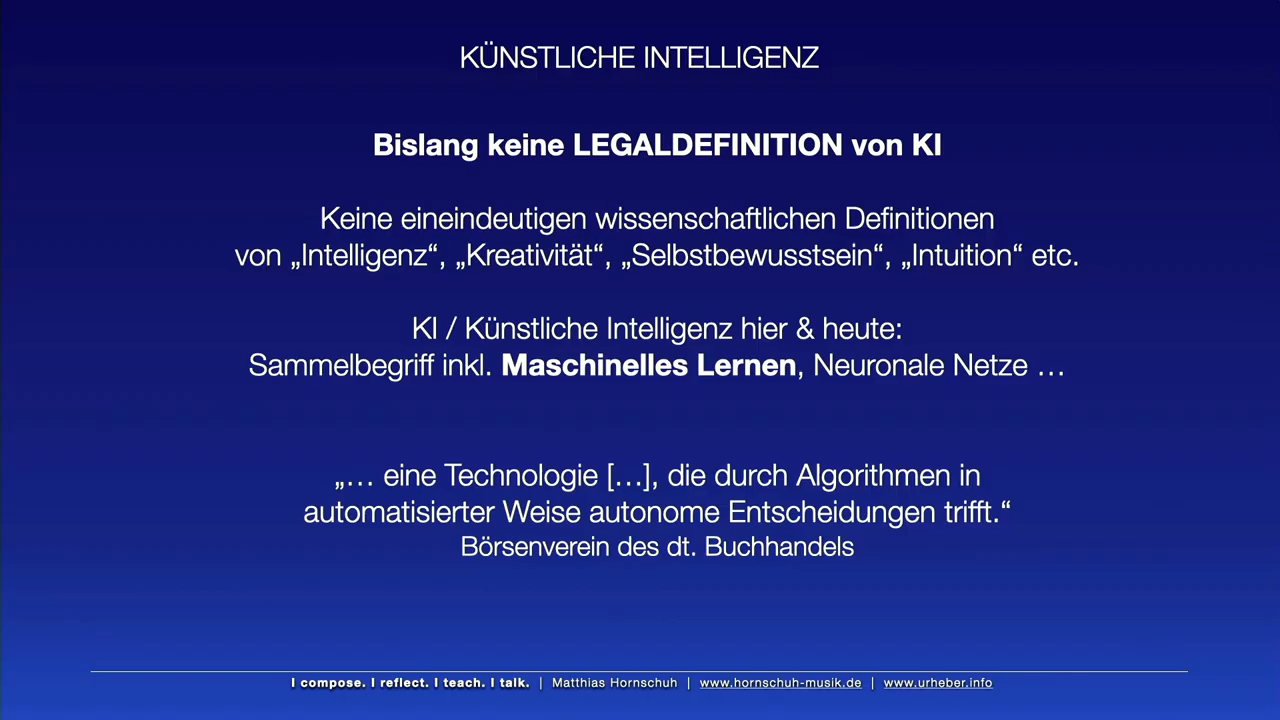 KÜNSTLICHE INTELLIGENZ
Bislang keine LEGALDEFINITION von KI
Keine eineindeutigen wissenschaftlichen Definitionen
von „Intelligenz“, „Kreativität“, „Selbstbewusstsein“, „Intuition“ etc.
KI / Künstliche Intelligenz hier & heute:
Sammelbegriff inkl. Maschinelles Lernen, Neuronale Netze …
„… eine Technologie […], die durch Algorithmen in
automatisierter Weise autonome Entscheidungen trifft.“
Börsenverein des dt. Buchhandels
I compose. I reflect. I teach. I talk. | Matthias Hornschuh | www.hornschuh-musik.de | www.urheber.info